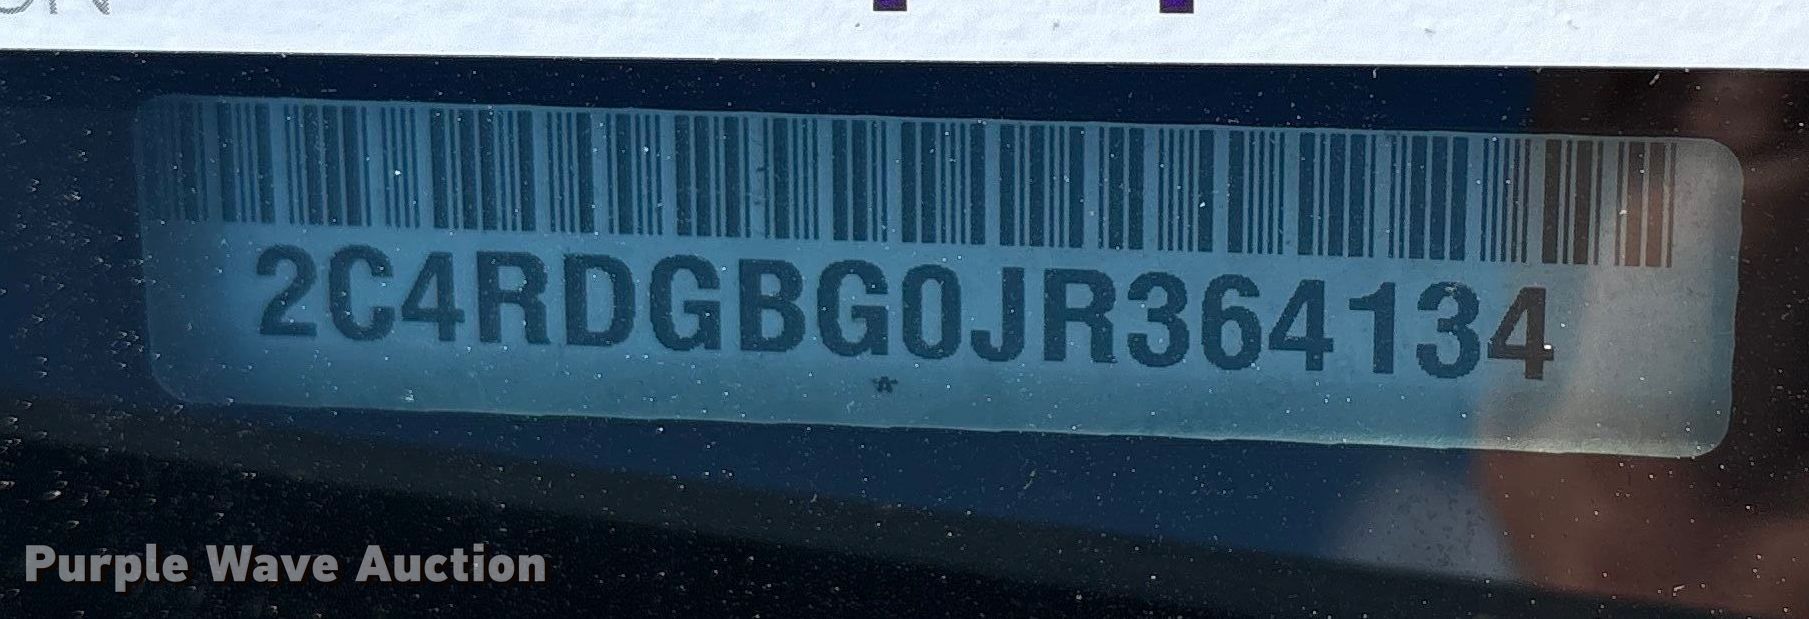 2C4RDGBG0JR364134
Purple Wave Auction